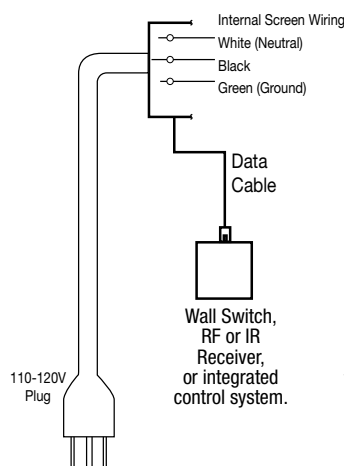 Internal Screen Wiring
White (Neutral)
Black
Green (Ground)
Data
Cable
Wall Switch,
RF or IR
Receiver,
or integrated
control system.
110-120V
Plug